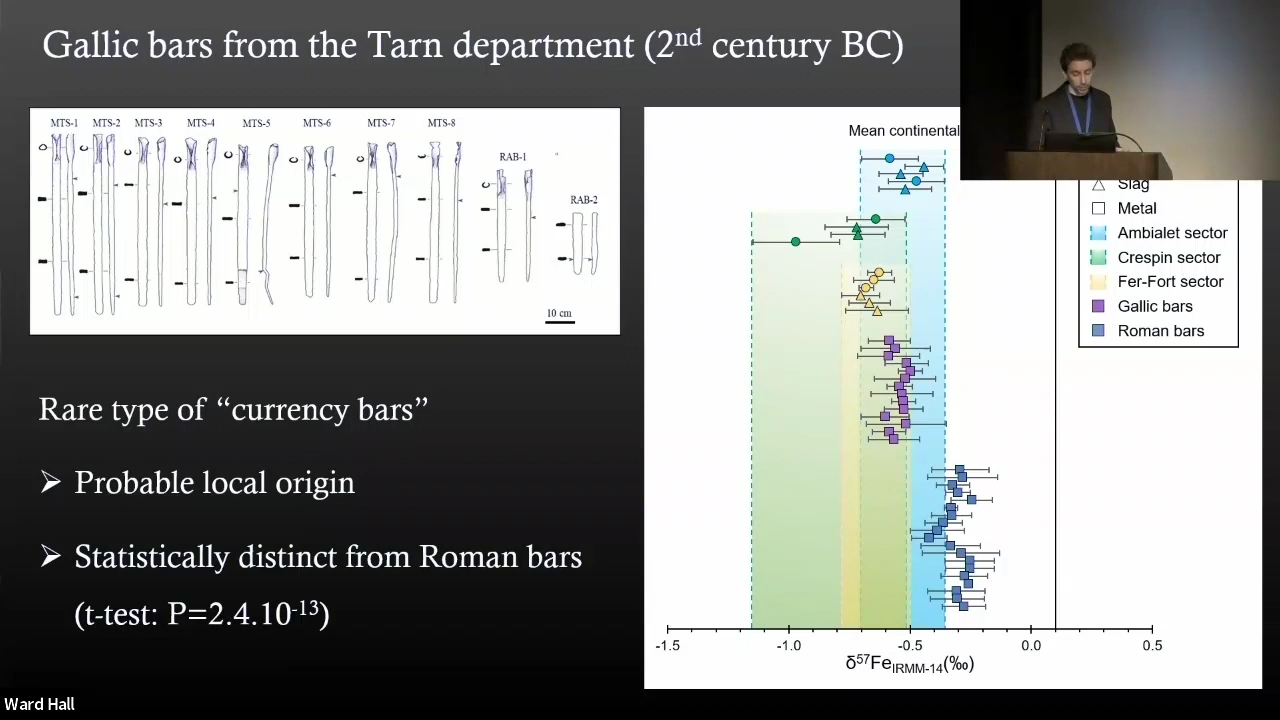 Gallic bars from the Tarn department (2nd century BC)
MTS-1 MTS-2 MTS-3 MTS-4 MTS-5 MTS-6 MTS-7 MTS-8
RAB-1
RAB-2
10 cm
Rare type of “currency bars”
➢ Probable local origin
➢ Statistically distinct from Roman bars
(t-test: P=2.4.10-13)
Mean continental
Slag
Metal
Ambialet sector
Crespin sector
Fer-Fort sector
Gallic bars
Roman bars
-1.5 -1.0 -0.5 0.0 0.5
δ57FeIRMM-14(‰)
Ward Hall